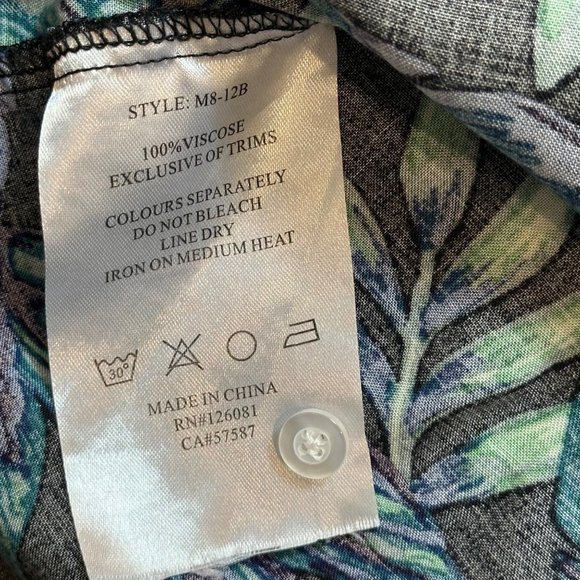 STYLE: M8-12B
100%VISCOSE
EXCLUSIVE OF TRIMS
COLOURS SEPARATELY
DO NOT BLEACH
LINE DRY
IRON ON MEDIUM HEAT
30°
MADE IN CHINA
RN#126081
CA#57587